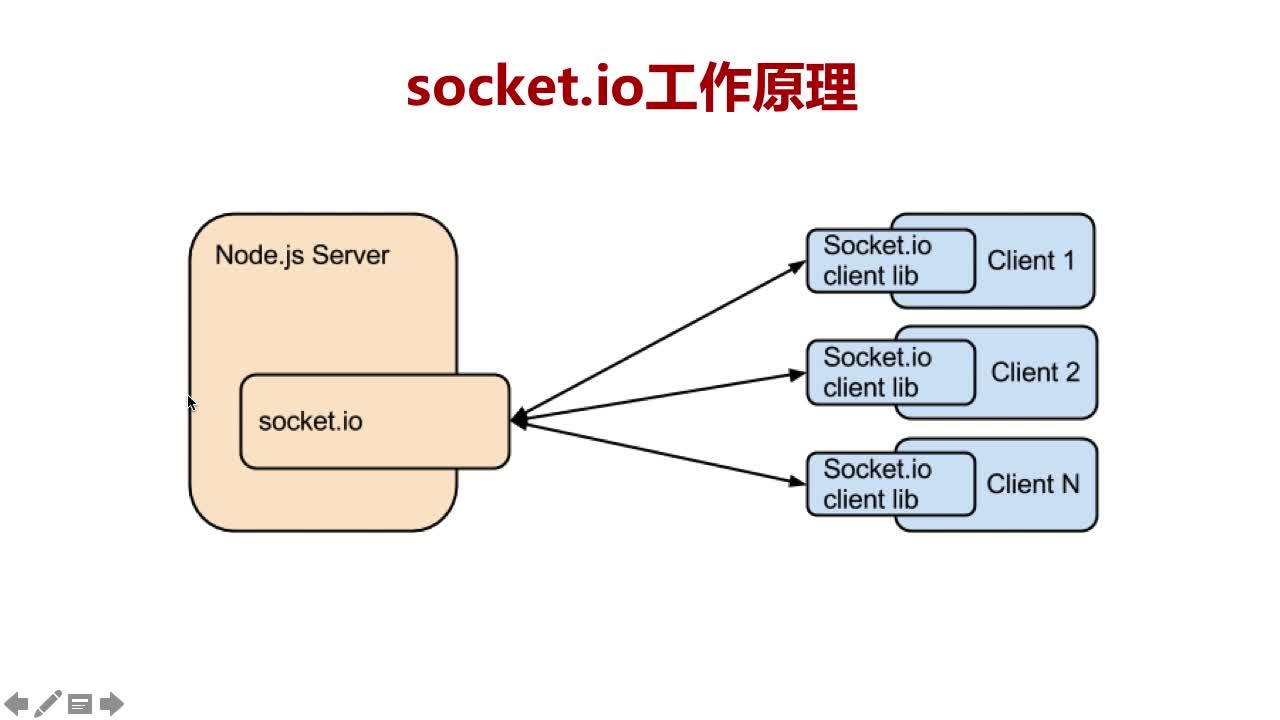 socket.io工作原理
Node.js Server
socket.io
Socket.io
client lib
Client 1
Socket.io
client lib
Client 2
Socket.io
client lib
Client N